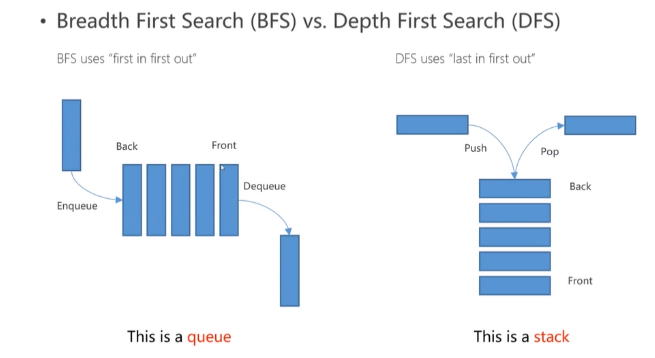 • Breadth First Search (BFS) vs. Depth First Search (DFS)
BFS uses "first in first out"
Back
Front
Enqueue
Dequeue
This is a queue
DFS uses "last in first out"
Push
Pop
Back
Front
This is a stack